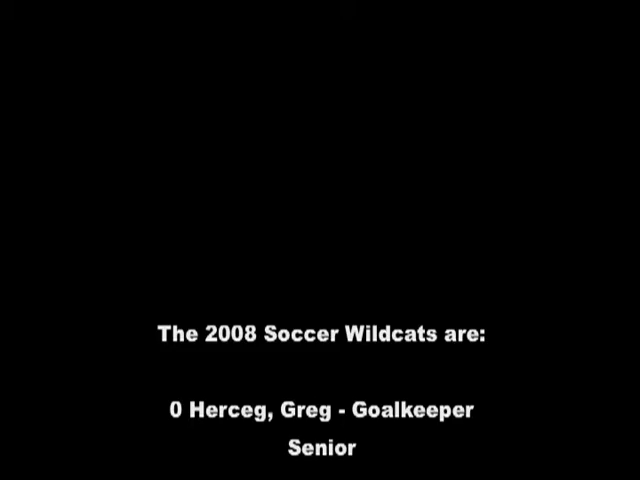 The 2008 Soccer Wildcats are:
0 Herceg, Greg - Goalkeeper
Senior